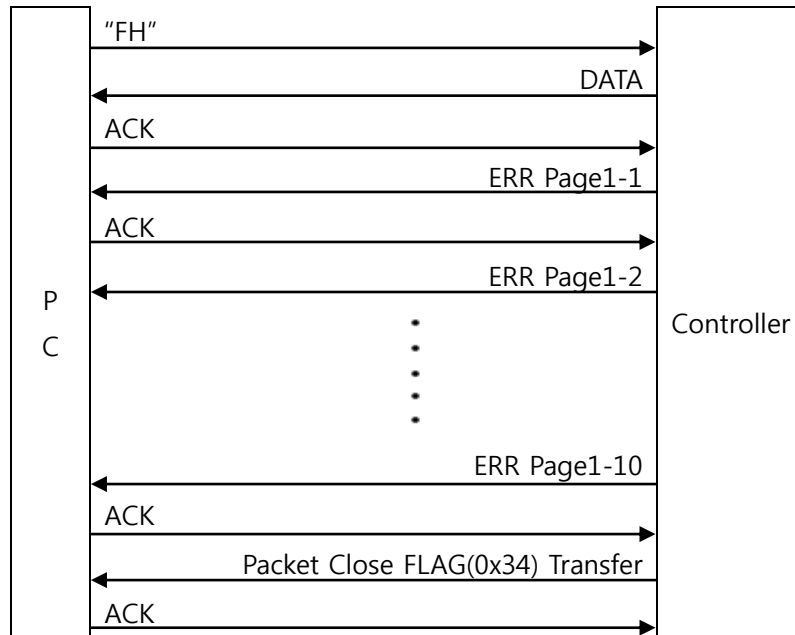 "FH"
DATA
ACK
ERR Page1-1
ACK
ERR Page1-2
P
C
Controller
ERR Page1-10
ACK
Packet Close FLAG(0x34) Transfer
ACK